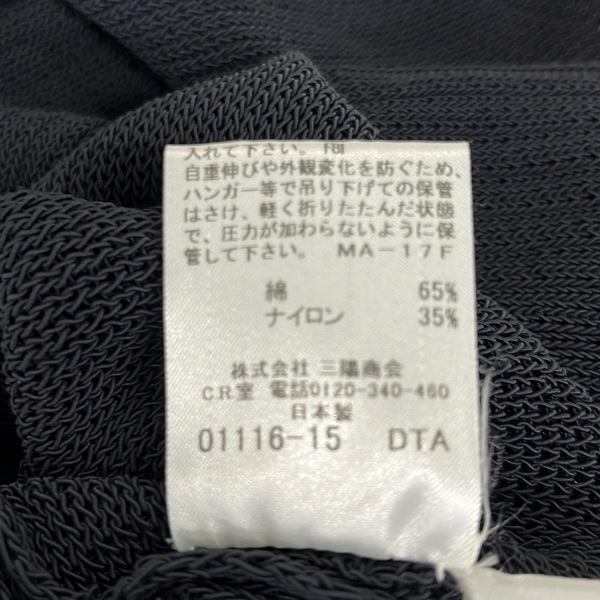 入れて下さい。
自重伸びや外観変化を防ぐため、
ハンガー等で吊り下げての保管
はさけ、軽く折りたたんだ状態
で、圧力が加わらないように保
管して下さい。 MA-17F
綿 65%
ナイロン 35%
株式会社 三陽商会
CR室 電話0120-340-460
日本製
01116-15 DTA